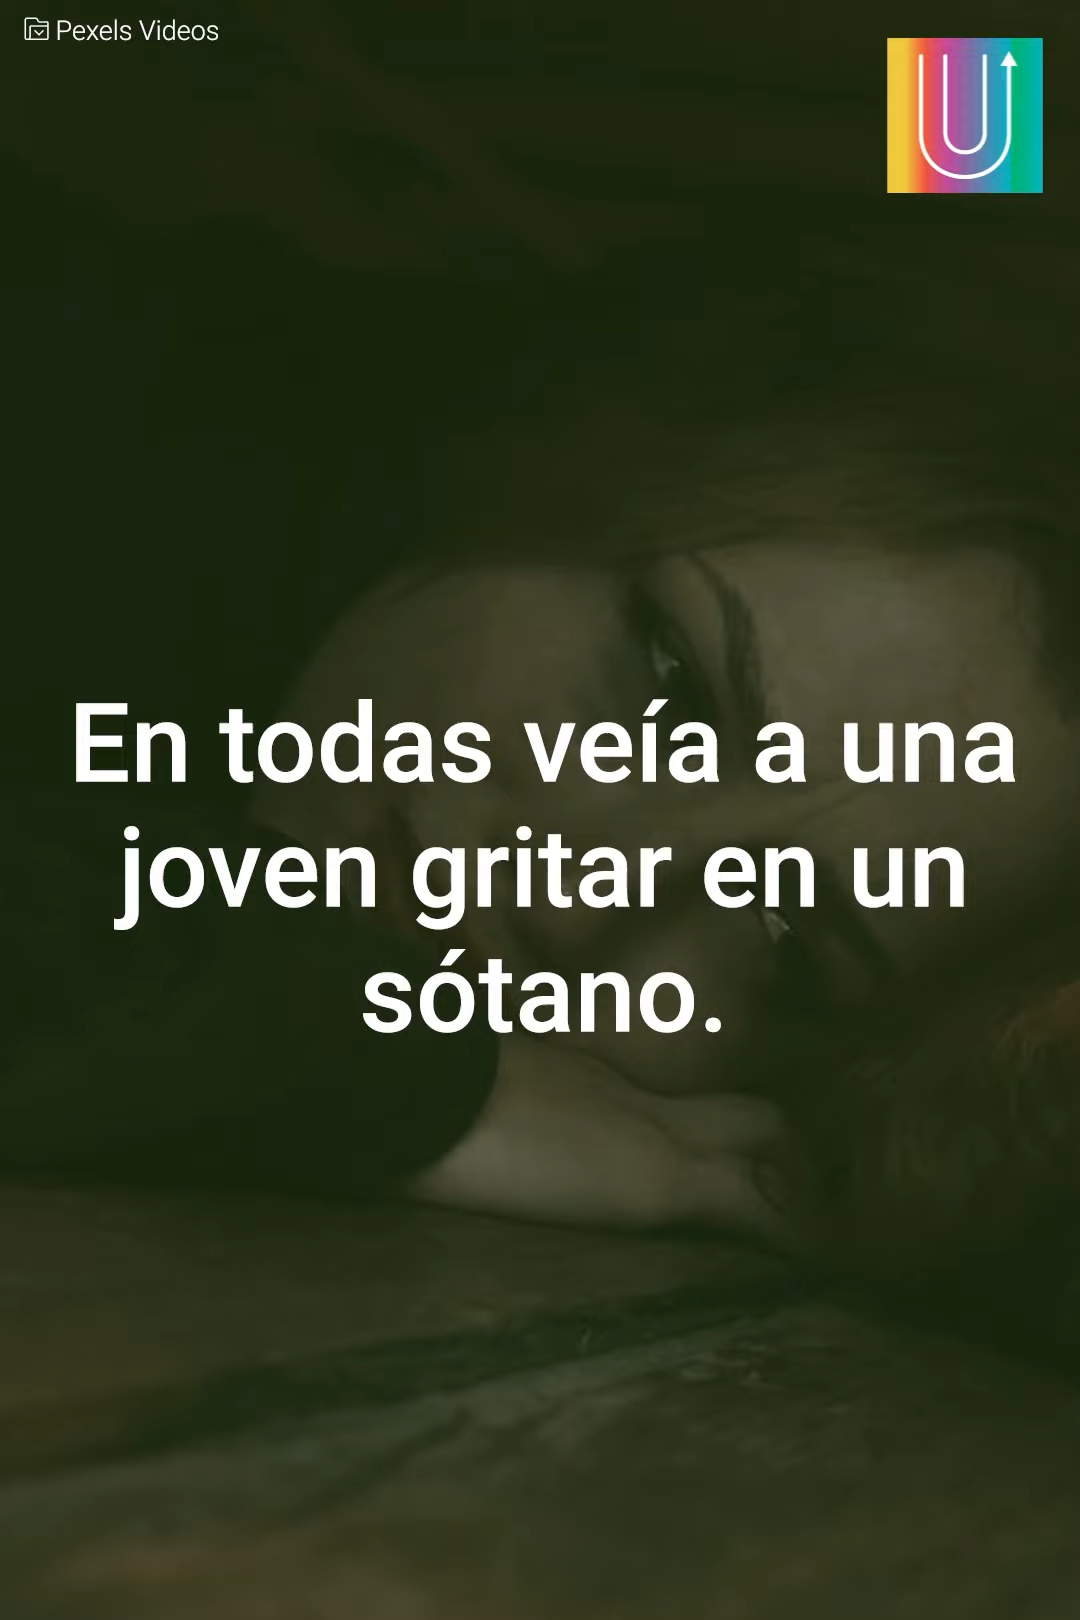 Pexels Videos
U
En todas veía a una
joven gritar en un
sótano.